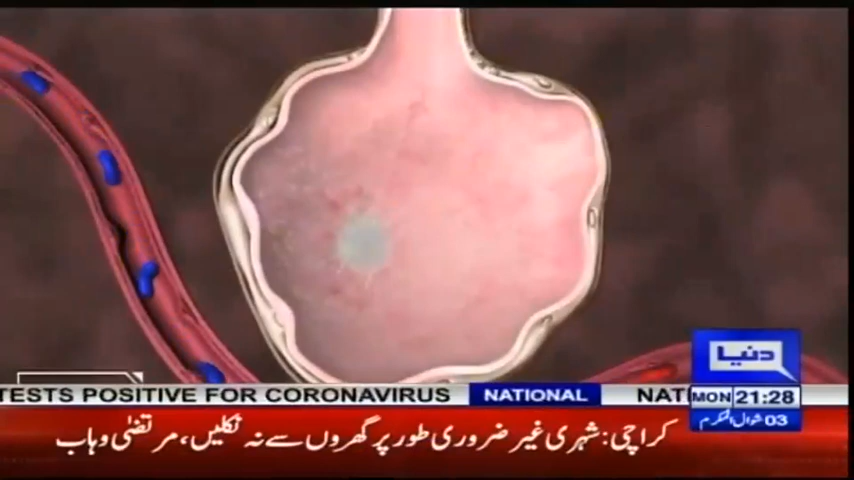 دنیا
TESTS POSITIVE FOR CORONAVIRUS NATIONAL NATI
MON 21:28
03 شوال المکرم
کراچی: شہری غیر ضروری طور پر گھروں سے نہ نکلیں، مرتضیٰ وہاب